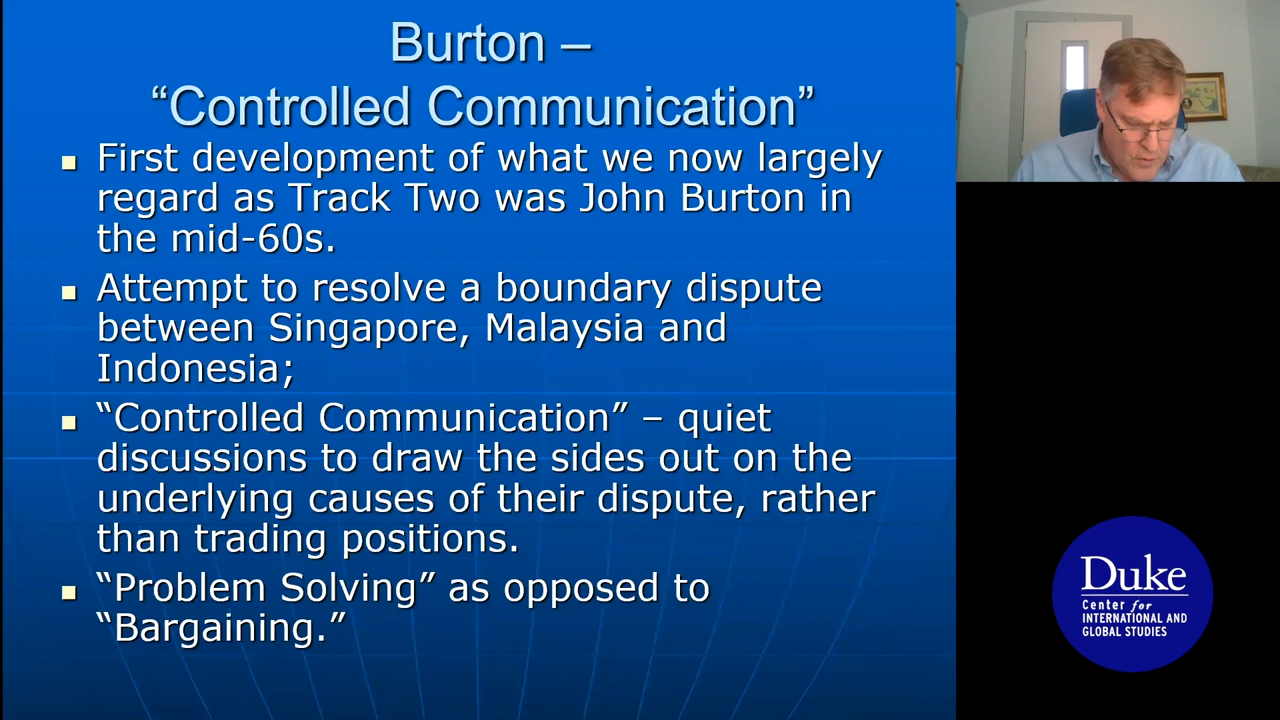 Burton –
“Controlled Communication”
First development of what we now largely
regard as Track Two was John Burton in
the mid-60s.
Attempt to resolve a boundary dispute
between Singapore, Malaysia and
Indonesia;
“Controlled Communication” – quiet
discussions to draw the sides out on the
underlying causes of their dispute, rather
than trading positions.
“Problem Solving” as opposed to
“Bargaining.”
Duke
Center for
INTERNATIONAL AND
GLOBAL STUDIES